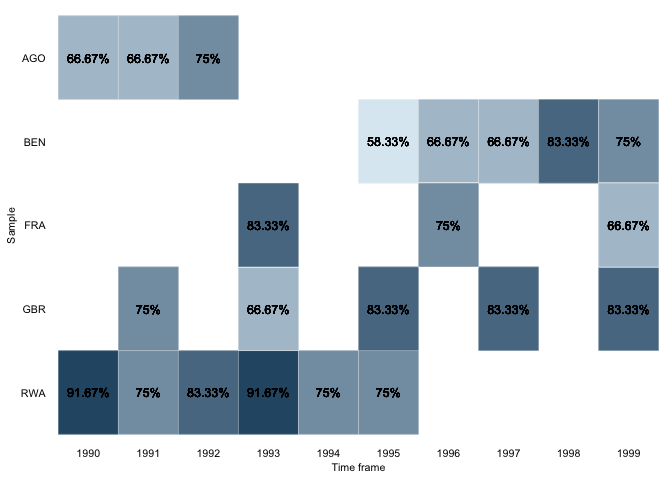 AGO 66.67% 66.67% 75%
BEN 58.33% 66.67% 66.67% 83.33% 75%
FRA 83.33% 75% 66.67%
Sample
GBR 75% 66.67% 83.33% 83.33% 83.33%
RWA 91.67% 75% 83.33% 91.67% 75% 75%
1990 1991 1992 1993 1994 1995 1996 1997 1998 1999
Time frame